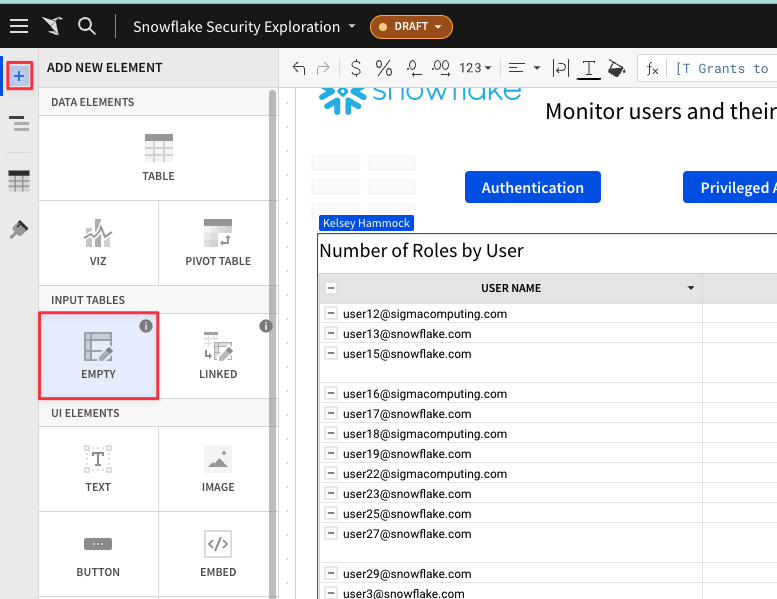 Snowflake Security Exploration
DRAFT
ADD NEW ELEMENT
DATA ELEMENTS
TABLE
VIZ
PIVOT TABLE
INPUT TABLES
EMPTY
LINKED
UI ELEMENTS
TEXT
IMAGE
BUTTON
EMBED
$ % .0 .00 123
T
fx [T Grants to
snowflake
Monitor users and their
Authentication
Privileged A
Kelsey Hammock
Number of Roles by User
USER NAME
user12@sigmacomputing.com
user13@snowflake.com
user15@snowflake.com
user16@sigmacomputing.com
user17@snowflake.com
user18@sigmacomputing.com
user19@snowflake.com
user22@sigmacomputing.com
user23@snowflake.com
user25@snowflake.com
user27@snowflake.com
user29@snowflake.com
user3@snowflake.com